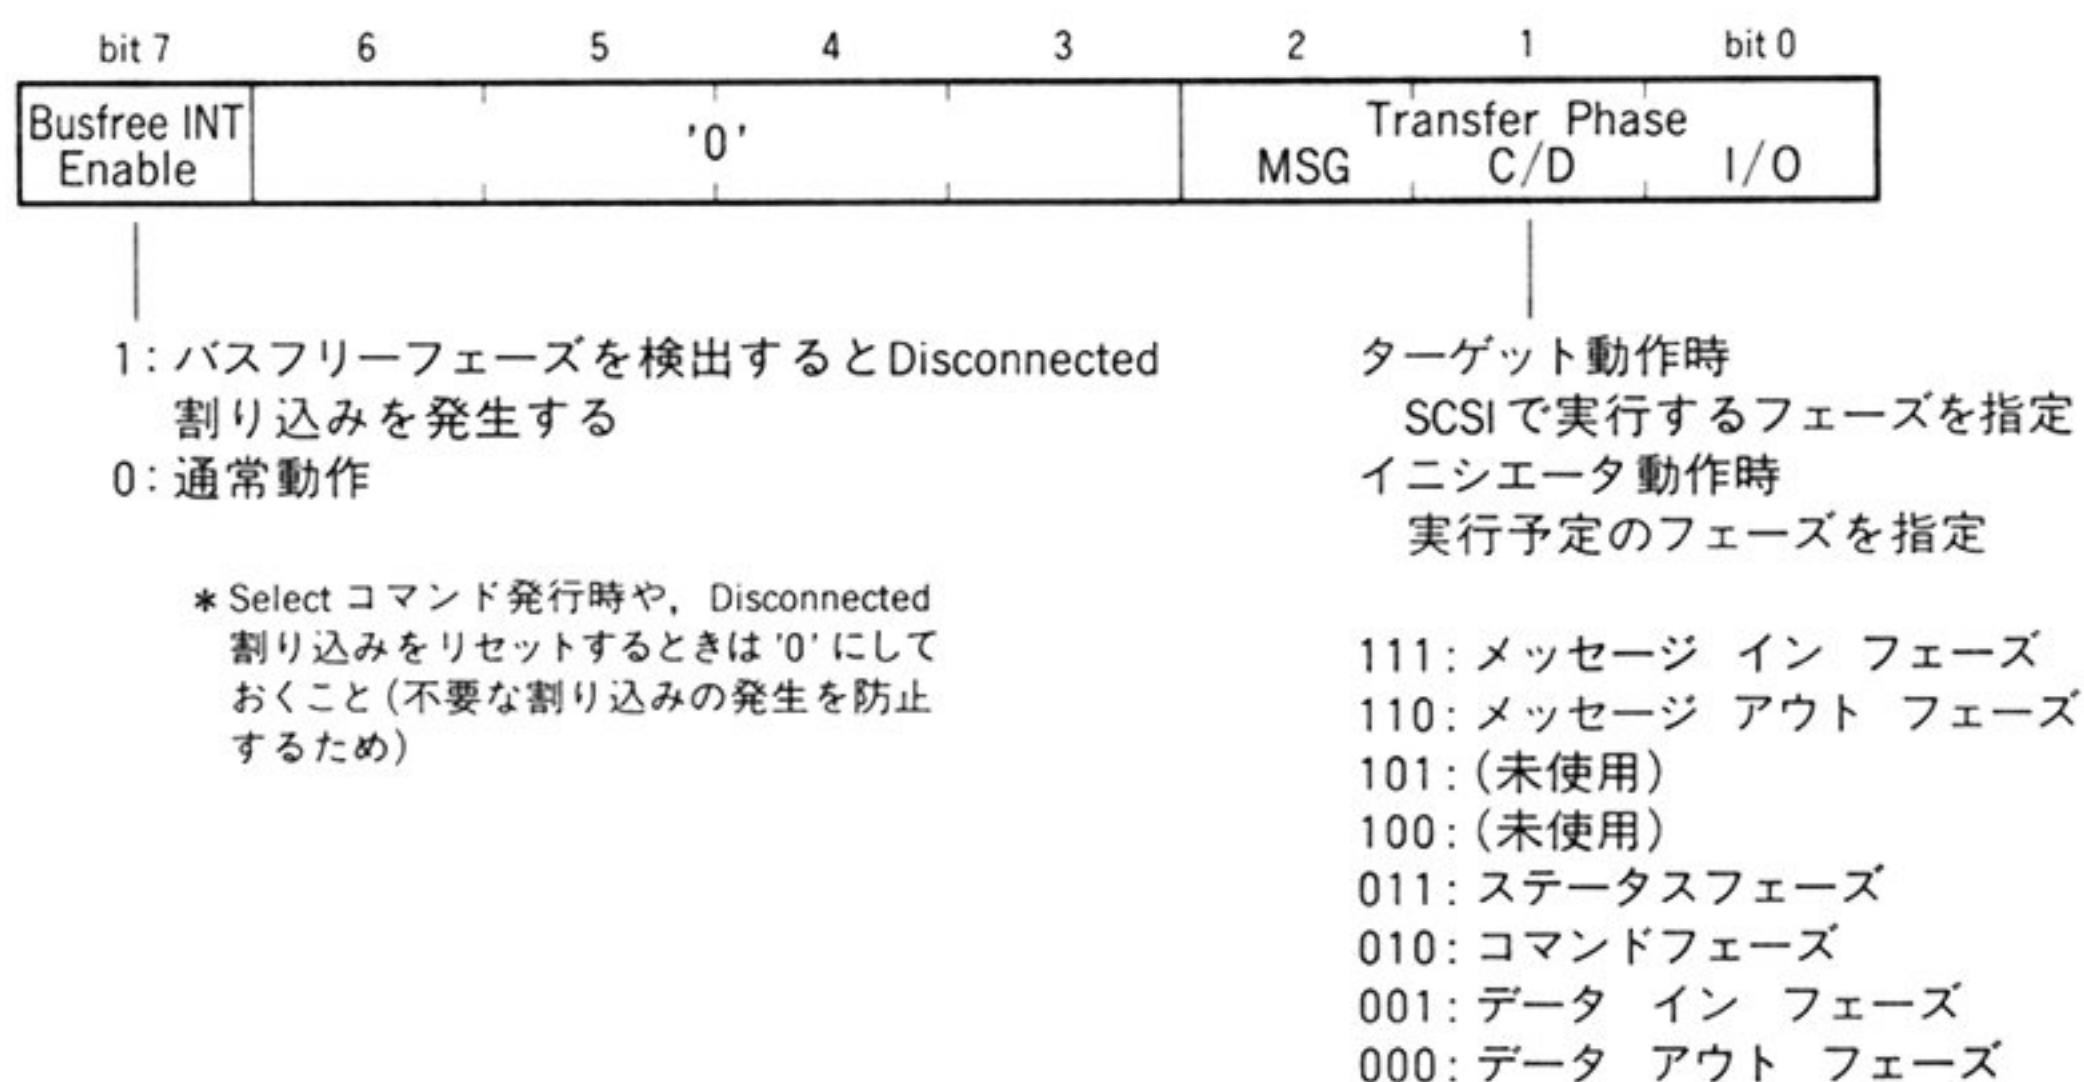 bit 7 6 5 4 3 2 1 bit 0
Busfree INT
Enable
'0'
Transfer Phase
MSG C/D I/O
1：バスフリーフェーズを検出するとDisconnected
割り込みを発生する
0：通常動作
＊Select コマンド発行時や，Disconnected
割り込みをリセットするときは '0' にして
おくこと（不要な割り込みの発生を防止
するため）
ターゲット動作時
SCSI で実行するフェーズを指定
イニシエータ動作時
実行予定のフェーズを指定
111：メッセージ イン フェーズ
110：メッセージ アウト フェーズ
101：（未使用）
100：（未使用）
011：ステータスフェーズ
010：コマンドフェーズ
001：データ イン フェーズ
000：データ アウト フェーズ